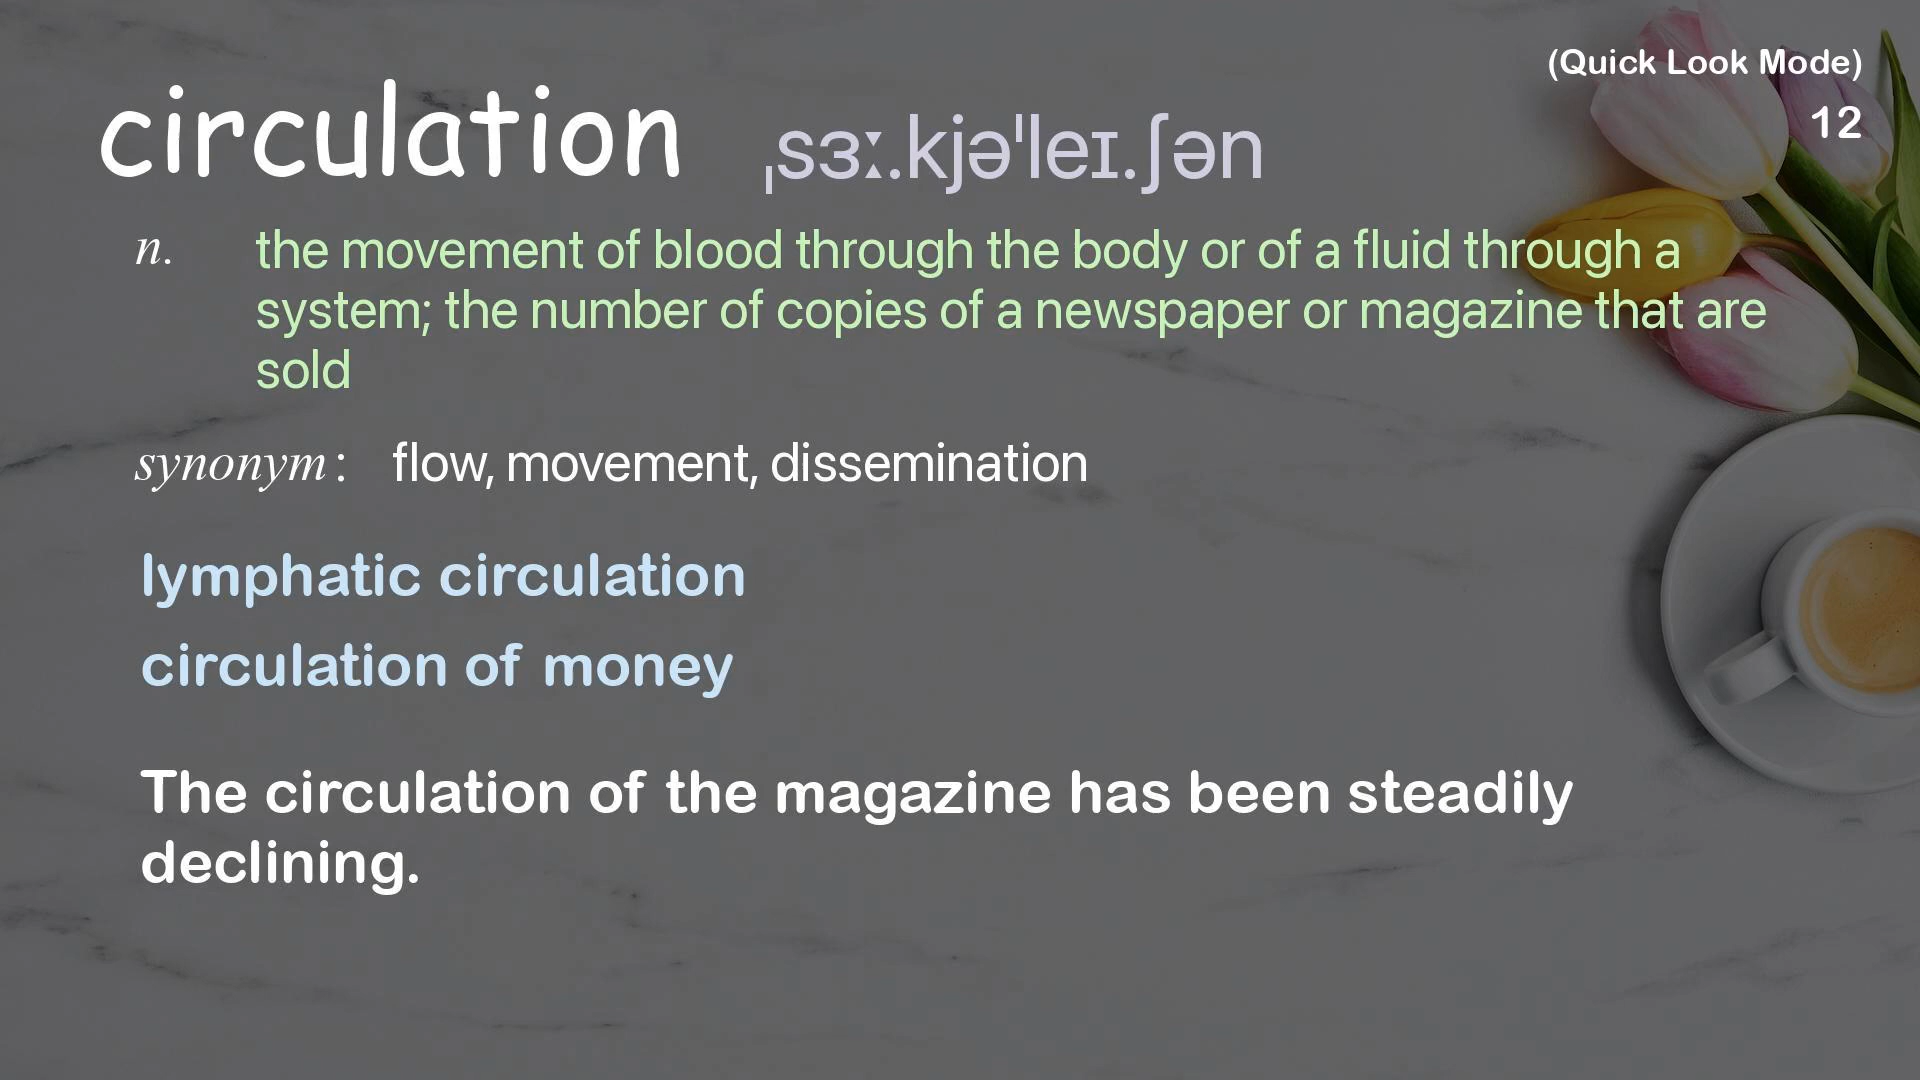 (Quick Look Mode)
12
circulation ˌsɜː.kjəˈleɪ.ʃən
n. the movement of blood through the body or of a fluid through a
system; the number of copies of a newspaper or magazine that are
sold
synonym: flow, movement, dissemination
lymphatic circulation
circulation of money
The circulation of the magazine has been steadily
declining.